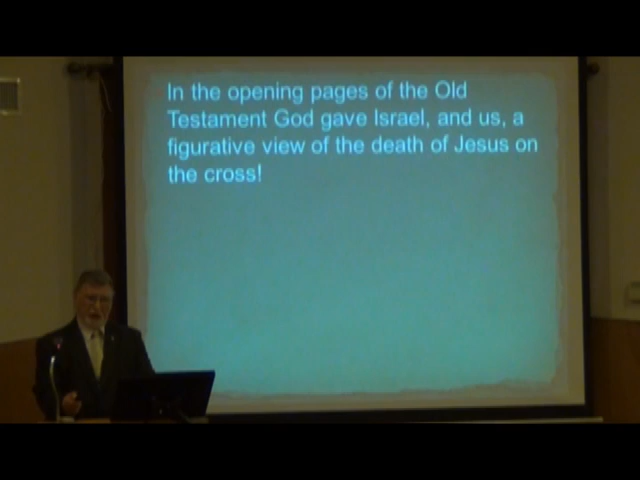 In the opening pages of the Old
Testament God gave Israel, and us, a
figurative view of the death of Jesus on
the cross!